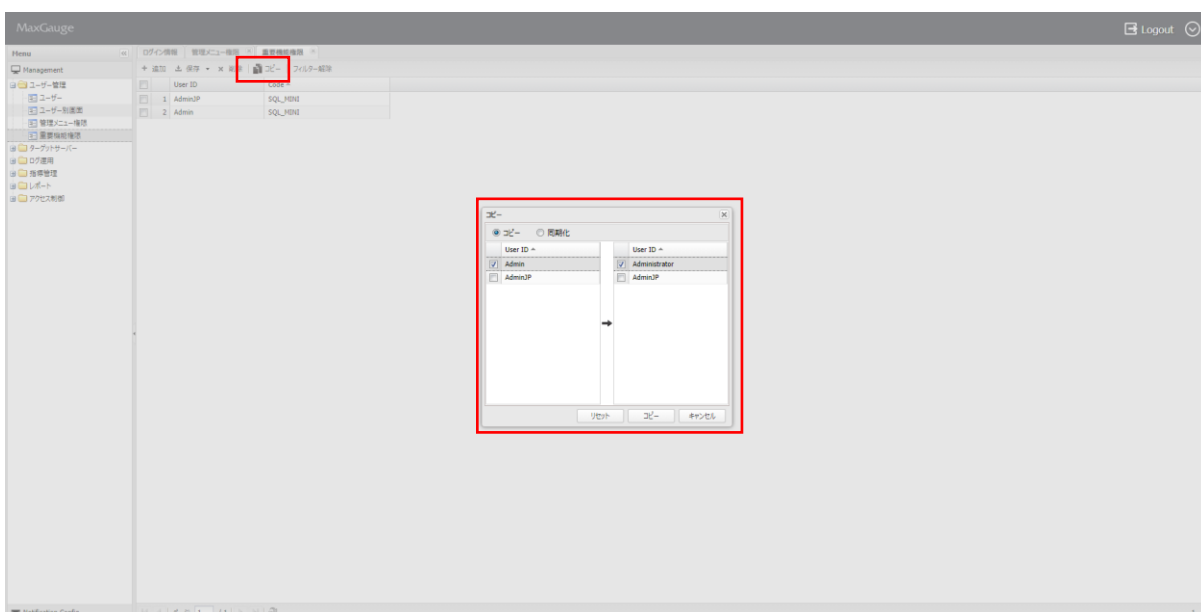 MaxGauge
Logout
Menu
ログイン情報
管理メニュー権限
重要機能権限
Management
追加 保存 コピー フィルター解除
User ID Code
1 AdminJP SQL_MINI
2 Admin SQL_MINI
ユーザー管理
ユーザー
ユーザー別画面
管理メニュー権限
重要機能権限
ターゲットサーバー
ログ運用
指標管理
レポート
アクセス制御
コピー
コピー 同期化
User ID User ID
Admin Administrator
AdminJP AdminJP
リセット コピー キャンセル